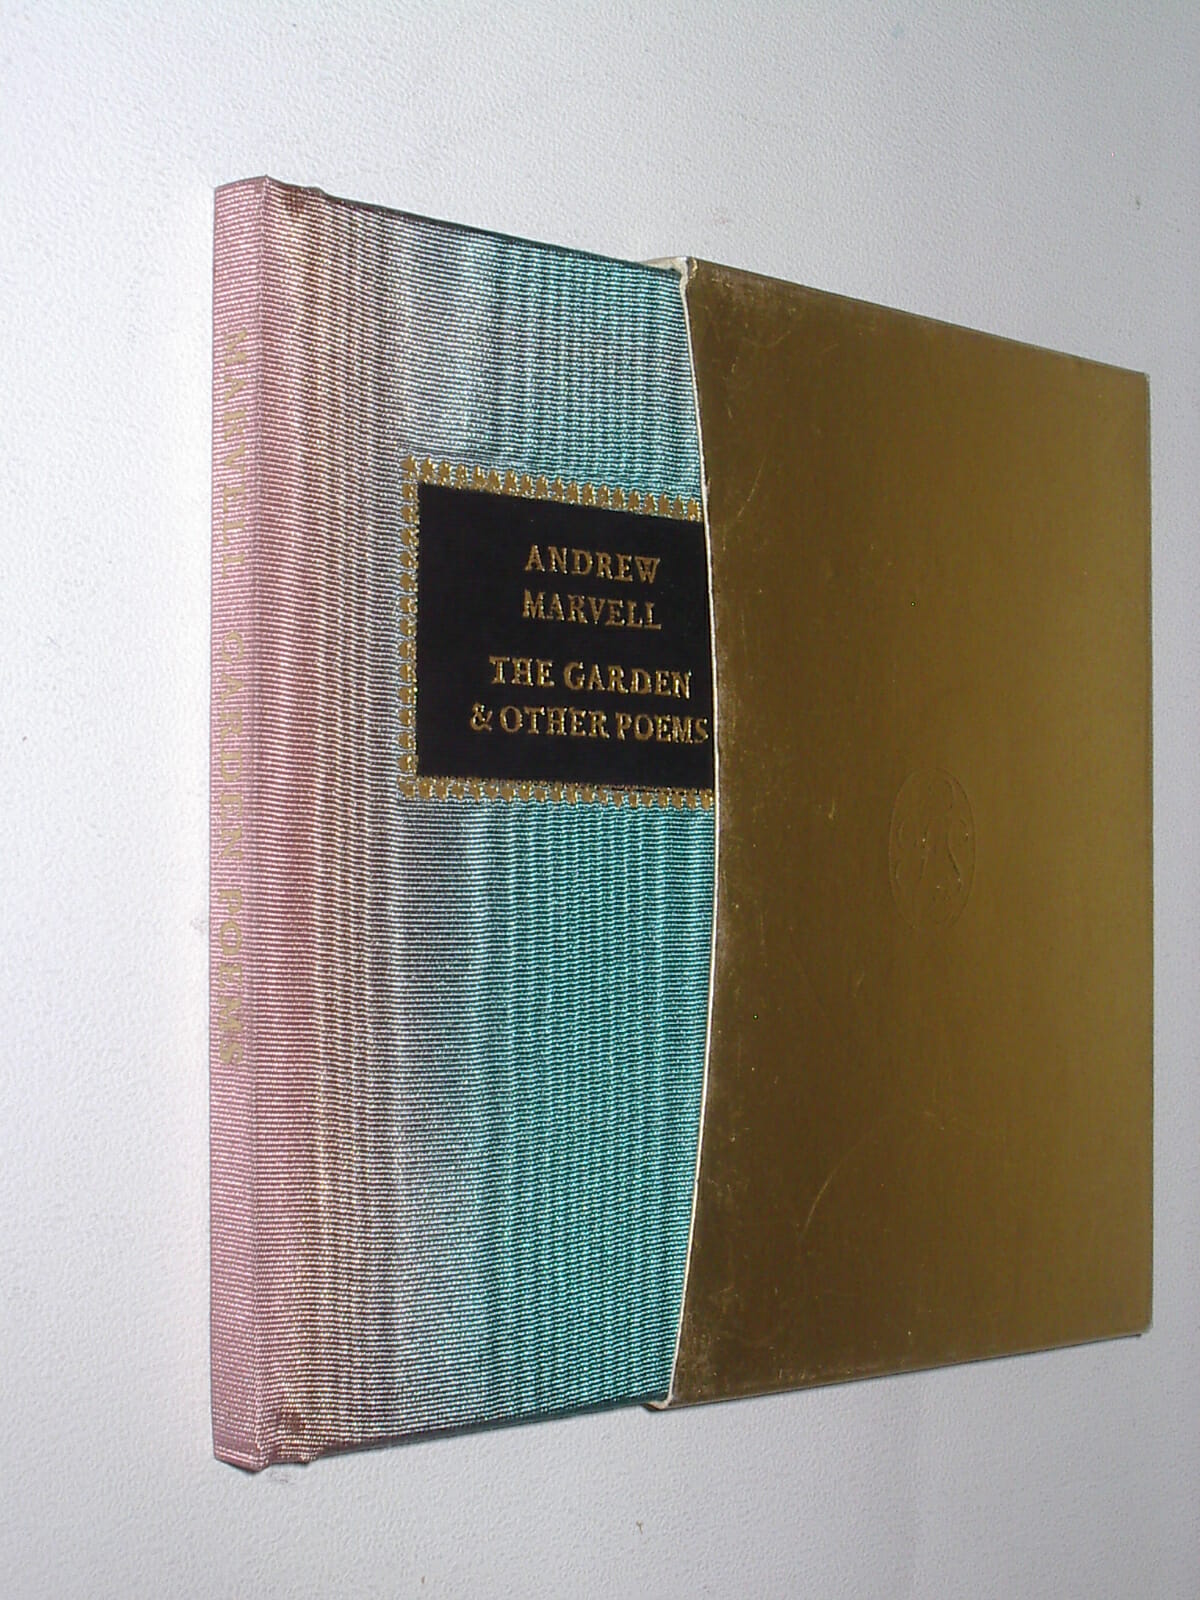 MARVELL GARDEN POEMS
ANDREW
MARVELL
THE GARDEN
& OTHER POEMS